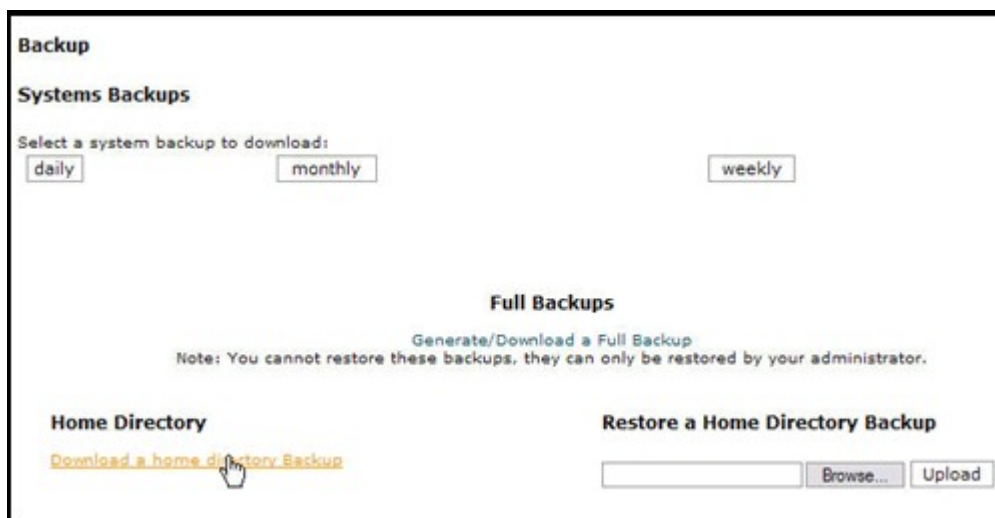 Backup
Systems Backups
Select a system backup to download:
daily monthly weekly
Full Backups
Generate/Download a Full Backup
Note: You cannot restore these backups, they can only be restored by your administrator.
Home Directory Restore a Home Directory Backup
Download a home directory Backup
Browse... Upload